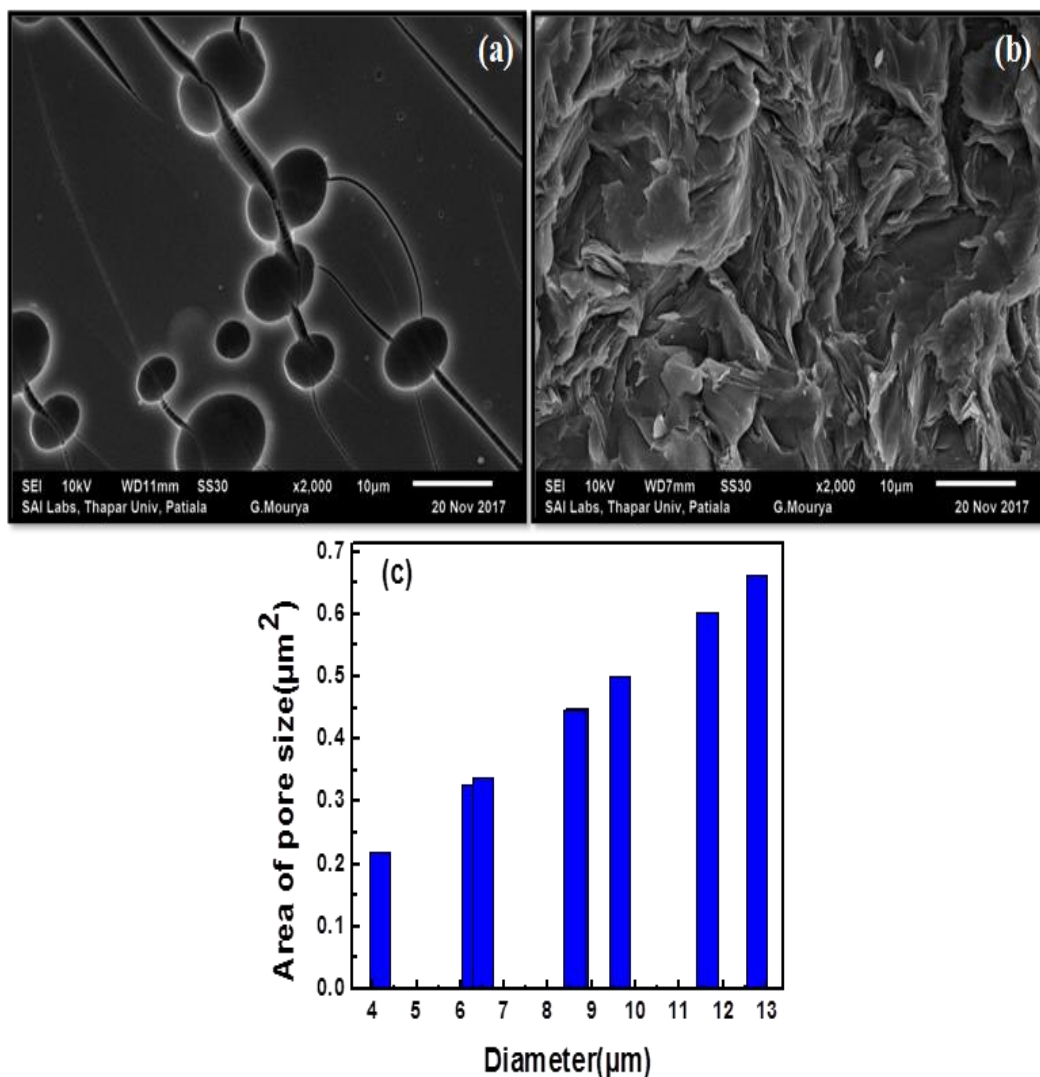 (a)
SEI 10kV WD11mm SS30 x2,000 10µm
SAI Labs, Thapar Univ, Patiala G.Mourya 20 Nov 2017
(b)
SEI 10kV WD7mm SS30 x2,000 10µm
SAI Labs, Thapar Univ, Patiala G.Mourya 20 Nov 2017
(c)
Area of pore size(µm²)
0.7
0.6
0.5
0.4
0.3
0.2
0.1
0.0
4 5 6 7 8 9 10 11 12 13
Diameter(µm)